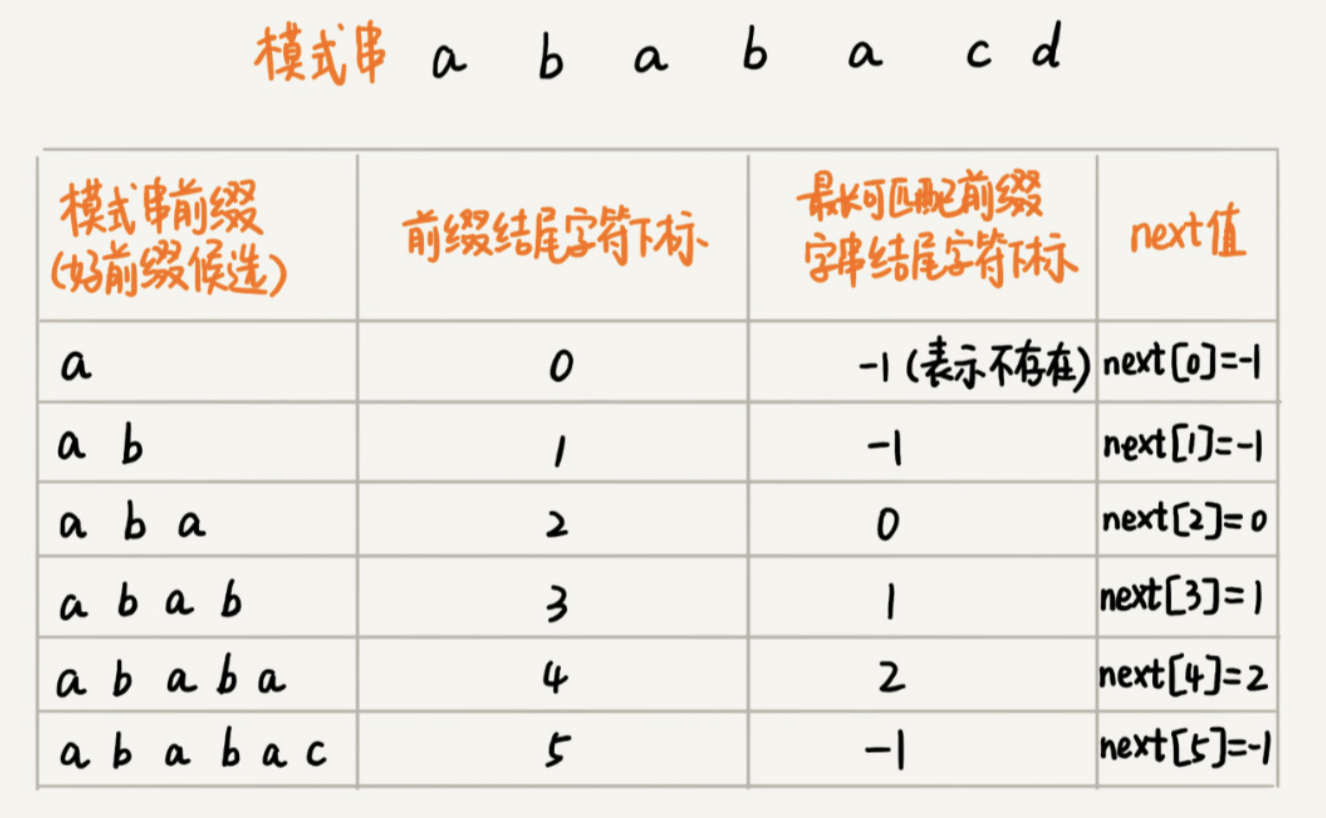 模式串 a b a b a c d
模式串前缀
(好前缀候选)
前缀结尾字符下标
最长可匹配前缀
字串结尾字符下标
next值
a 0 -1 (表示不存在) next[0]=-1
a b 1 -1 next[1]=-1
a b a 2 0 next[2]=0
a b a b 3 1 next[3]=1
a b a b a 4 2 next[4]=2
a b a b a c 5 -1 next[5]=-1